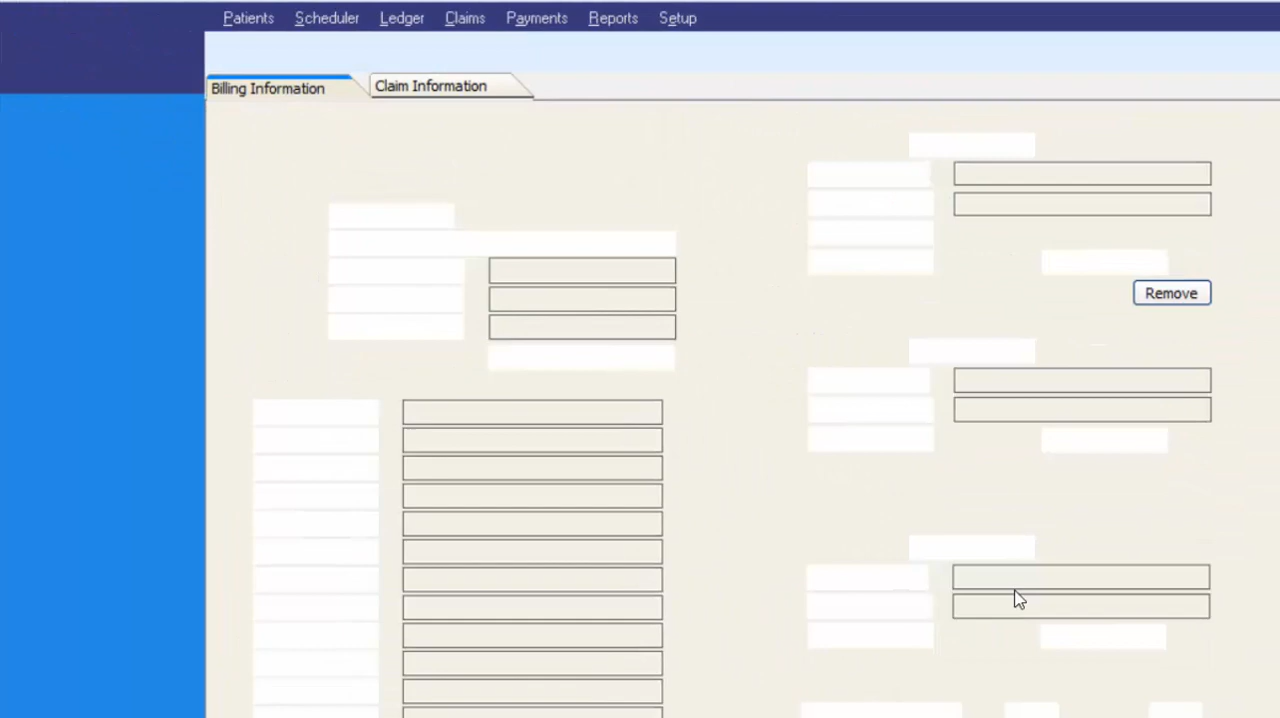 Patients Scheduler Ledger Claims Payments Reports Setup
Billing Information Claim Information
Remove